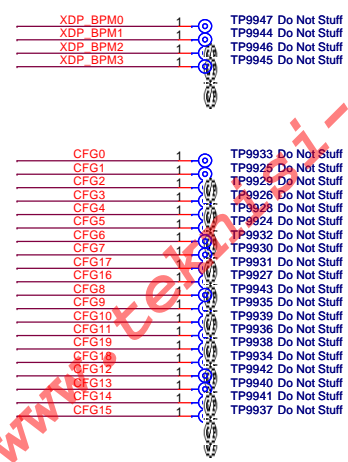 XDP_BPM0 1 TP9947 Do Not Stuff
XDP_BPM1 1 TP9944 Do Not Stuff
XDP_BPM2 1 TP9946 Do Not Stuff
XDP_BPM3 1 TP9945 Do Not Stuff
CFG0 1 TP9933 Do Not Stuff
CFG1 1 TP9925 Do Not Stuff
CFG2 1 TP9929 Do Not Stuff
CFG3 1 TP9926 Do Not Stuff
CFG4 1 TP9928 Do Not Stuff
CFG5 1 TP9924 Do Not Stuff
CFG6 1 TP9932 Do Not Stuff
CFG7 1 TP9930 Do Not Stuff
CFG17 1 TP9931 Do Not Stuff
CFG16 1 TP9927 Do Not Stuff
CFG8 1 TP9943 Do Not Stuff
CFG9 1 TP9935 Do Not Stuff
CFG10 1 TP9939 Do Not Stuff
CFG11 1 TP9936 Do Not Stuff
CFG19 1 TP9938 Do Not Stuff
CFG18 1 TP9934 Do Not Stuff
CFG12 1 TP9942 Do Not Stuff
CFG13 1 TP9940 Do Not Stuff
CFG14 1 TP9941 Do Not Stuff
CFG15 1 TP9937 Do Not Stuff
www.teknisi-